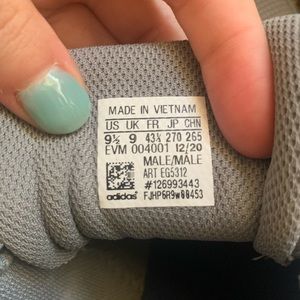 MADE IN VIETNAM
US UK FR JP CHN
9½ 9 43⅓ 270 265
EVM 004001 12/20
MALE/MALE
ART EG5312
#126993443
adidas FJHP6R9w88453